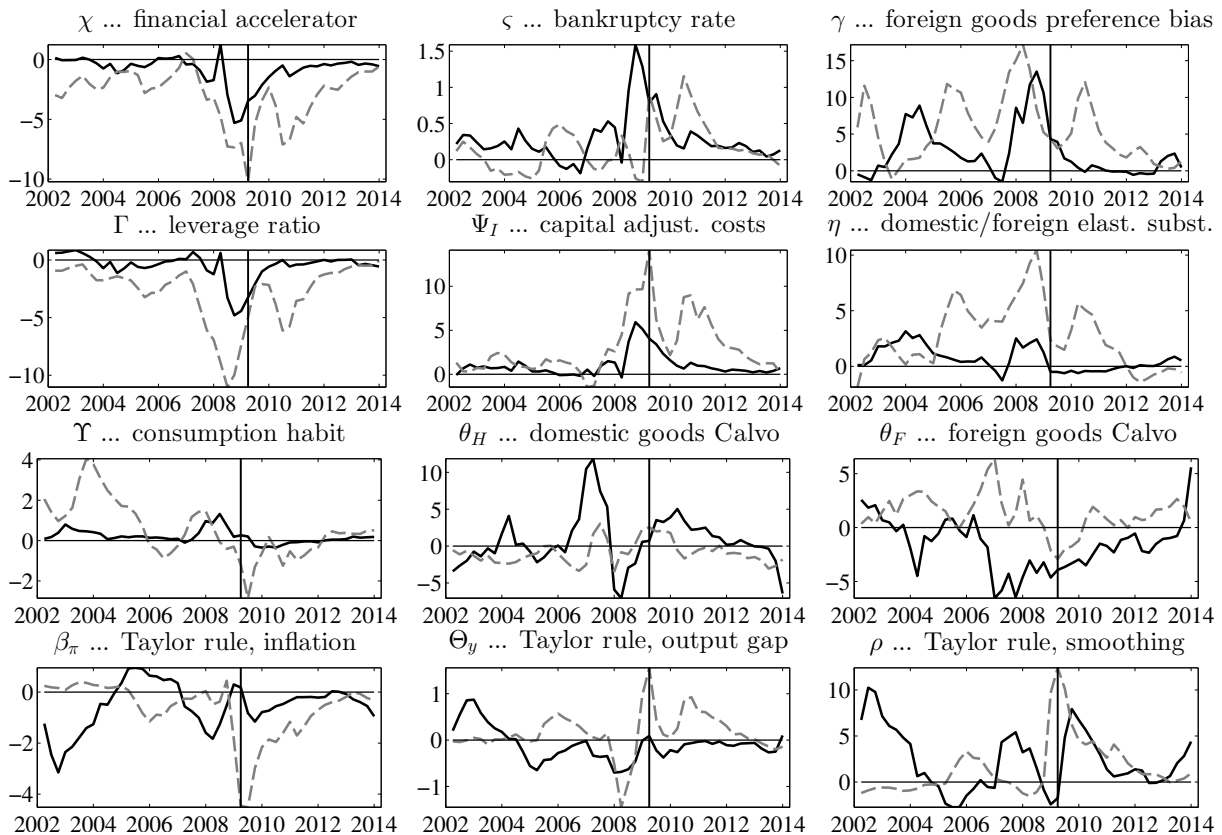 χ ... financial accelerator
ς ... bankruptcy rate
γ ... foreign goods preference bias
0
−5
−10
2002 2004 2006 2008 2010 2012 2014
1.5
1
0.5
0
2002 2004 2006 2008 2010 2012 2014
15
10
5
0
2002 2004 2006 2008 2010 2012 2014
Γ ... leverage ratio
Ψ_I ... capital adjust. costs
η ... domestic/foreign elast. subst.
0
−5
−10
2002 2004 2006 2008 2010 2012 2014
10
5
0
2002 2004 2006 2008 2010 2012 2014
10
5
0
2002 2004 2006 2008 2010 2012 2014
ϒ ... consumption habit
θ_H ... domestic goods Calvo
θ_F ... foreign goods Calvo
4
2
0
−2
2002 2004 2006 2008 2010 2012 2014
10
5
0
−5
2002 2004 2006 2008 2010 2012 2014
5
0
−5
2002 2004 2006 2008 2010 2012 2014
β_π ... Taylor rule, inflation
Θ_y ... Taylor rule, output gap
ρ ... Taylor rule, smoothing
0
−2
−4
2002 2004 2006 2008 2010 2012 2014
1
0
−1
2002 2004 2006 2008 2010 2012 2014
10
5
0
2002 2004 2006 2008 2010 2012 2014